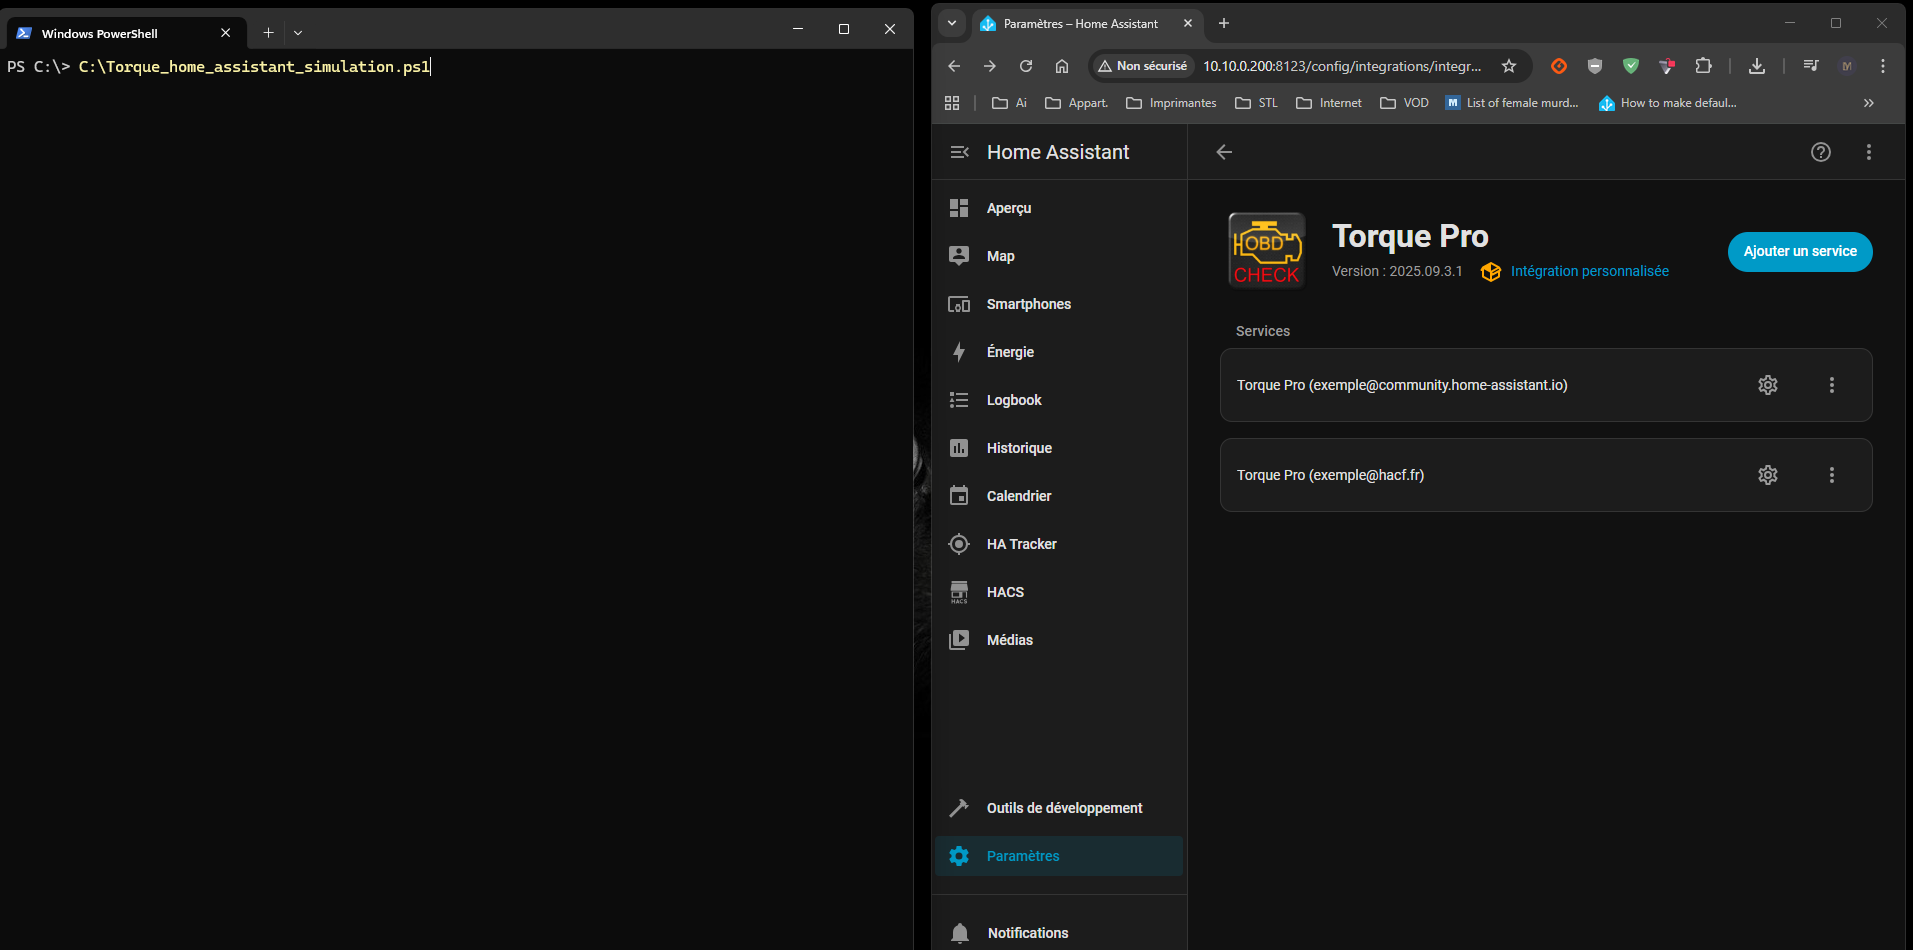 Windows PowerShell
PS C:\> C:\Torque_home_assistant_simulation.ps1
Paramètres – Home Assistant
Non sécurisé
10.10.0.200:8123/config/integrations/integr...
M
Ai
Appart.
Imprimantes
STL
Internet
VOD
M
List of female murd...
How to make defaul...
Home Assistant
Aperçu
Map
Smartphones
Énergie
Logbook
Historique
Calendrier
HA Tracker
HACS
HACS
Médias
Outils de développement
Paramètres
Notifications
OBD
CHECK
Torque Pro
Version : 2025.09.3.1
Intégration personnalisée
Ajouter un service
Services
Torque Pro (exemple@community.home-assistant.io)
Torque Pro (exemple@hacf.fr)